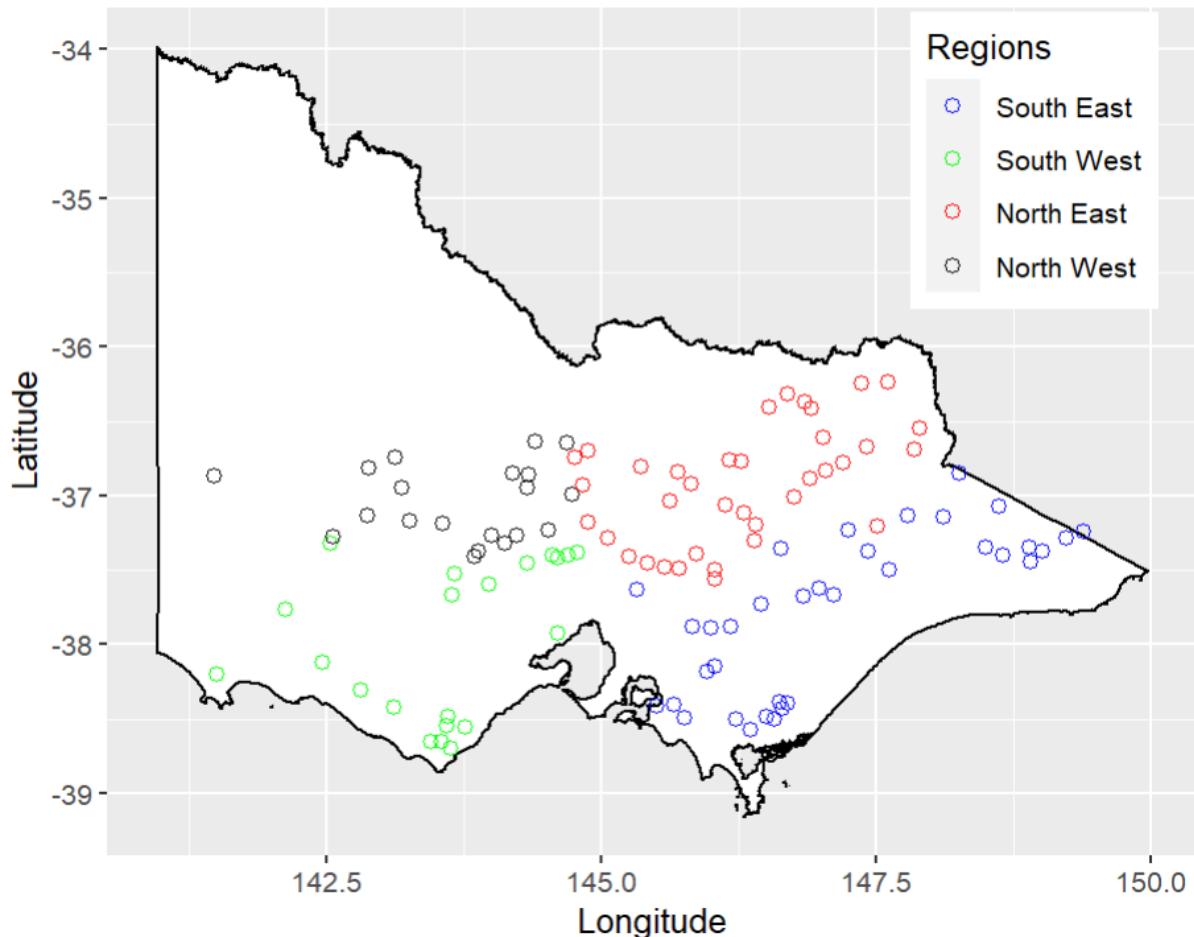 Regions
South East
South West
North East
North West
-34
-35
-36
-37
-38
-39
Latitude
142.5
145.0
147.5
150.0
Longitude